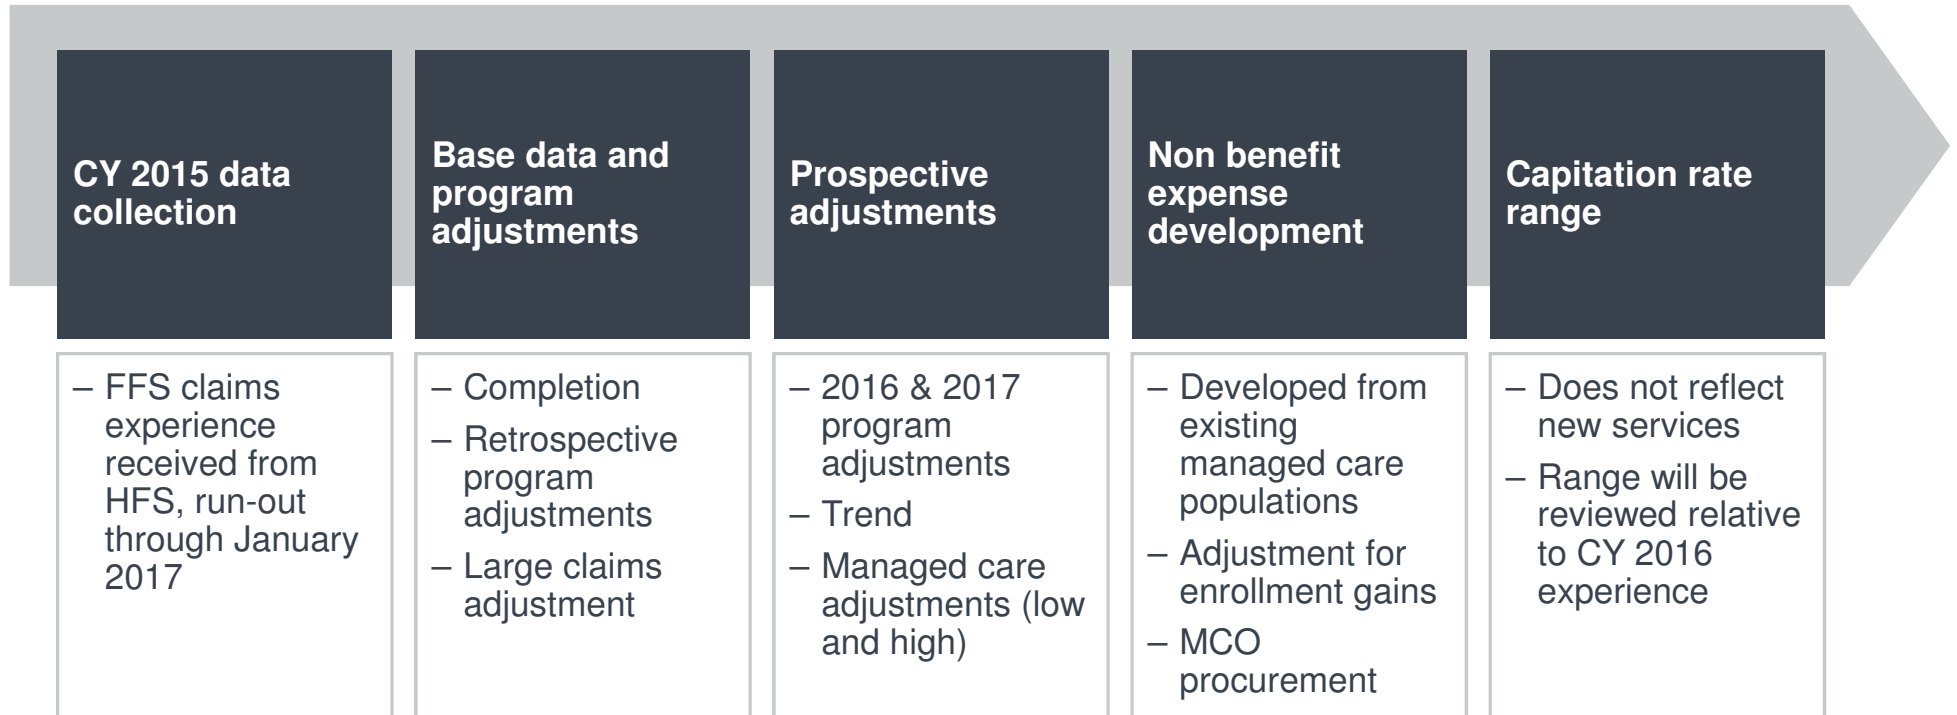 CY 2015 data
collection
– FFS claims
experience
received from
HFS, run-out
through January
2017
Base data and
program
adjustments
– Completion
– Retrospective
program
adjustments
– Large claims
adjustment
Prospective
adjustments
– 2016 & 2017
program
adjustments
– Trend
– Managed care
adjustments (low
and high)
Non benefit
expense
development
– Developed from
existing
managed care
populations
– Adjustment for
enrollment gains
– MCO
procurement
Capitation rate
range
– Does not reflect
new services
– Range will be
reviewed relative
to CY 2016
experience